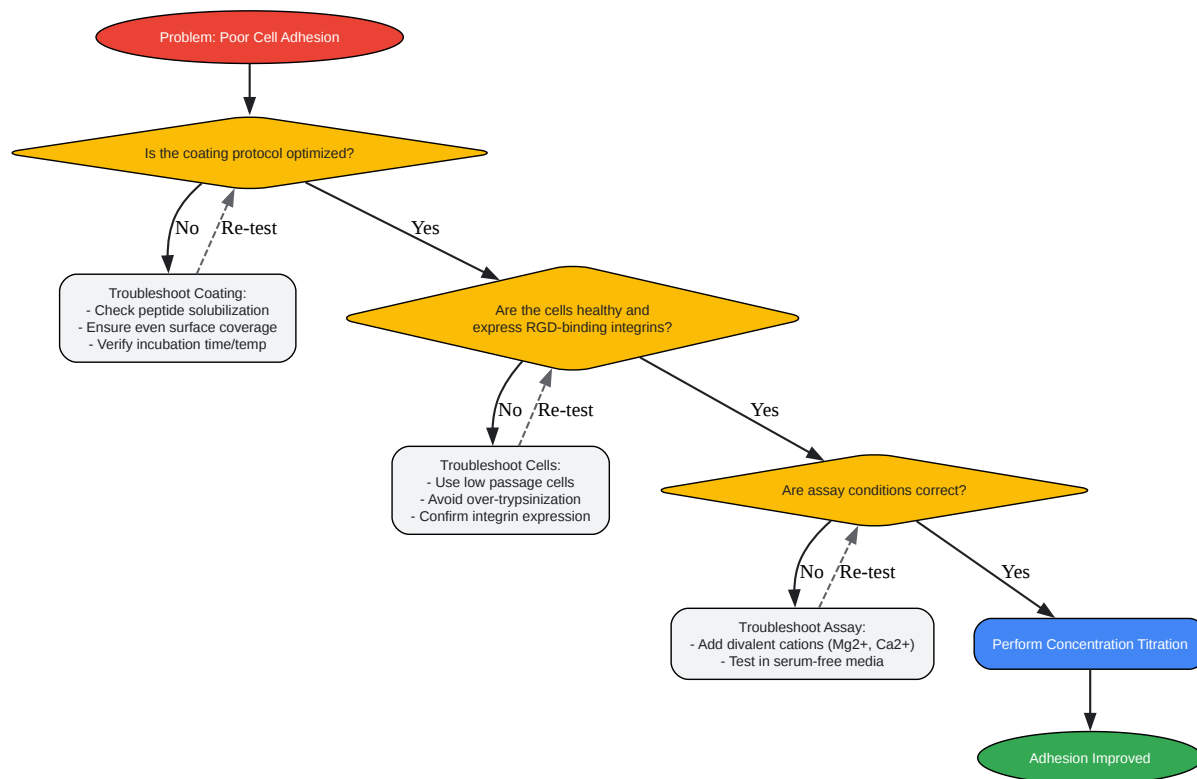 Problem: Poor Cell Adhesion
Is the coating protocol optimized?
No
Re-test
Yes
Troubleshoot Coating:
- Check peptide solubilization
- Ensure even surface coverage
- Verify incubation time/temp
Are the cells healthy and
express RGD-binding integrins?
No
Re-test
Yes
Troubleshoot Cells:
- Use low passage cells
- Avoid over-trypsinization
- Confirm integrin expression
Are assay conditions correct?
No
Re-test
Yes
Troubleshoot Assay:
- Add divalent cations (Mg2+, Ca2+)
- Test in serum-free media
Perform Concentration Titration
Adhesion Improved